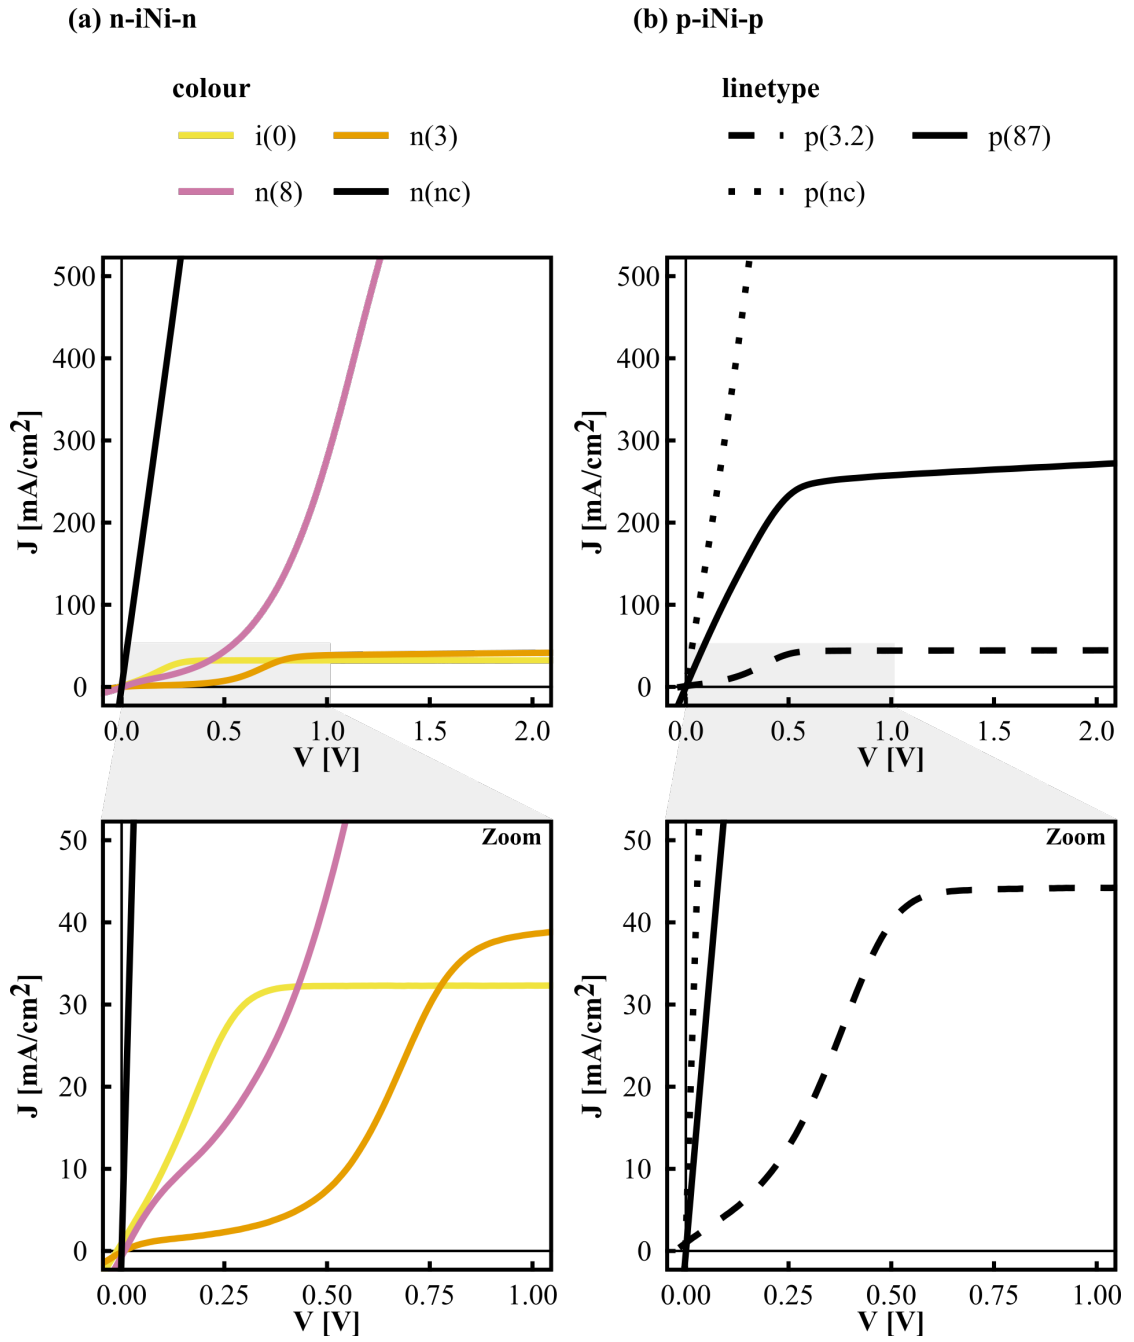 (a) n-iNi-n
(b) p-iNi-p
colour
i(0)
n(3)
n(8)
n(nc)
linetype
p(3.2)
p(87)
p(nc)
500
400
300
200
100
0
J [mA/cm²]
0.0 0.5 1.0 1.5 2.0
V [V]
500
400
300
200
100
0
J [mA/cm²]
0.0 0.5 1.0 1.5 2.0
V [V]
Zoom
50
40
30
20
10
0
J [mA/cm²]
0.00 0.25 0.50 0.75 1.00
V [V]
Zoom
50
40
30
20
10
0
J [mA/cm²]
0.00 0.25 0.50 0.75 1.00
V [V]